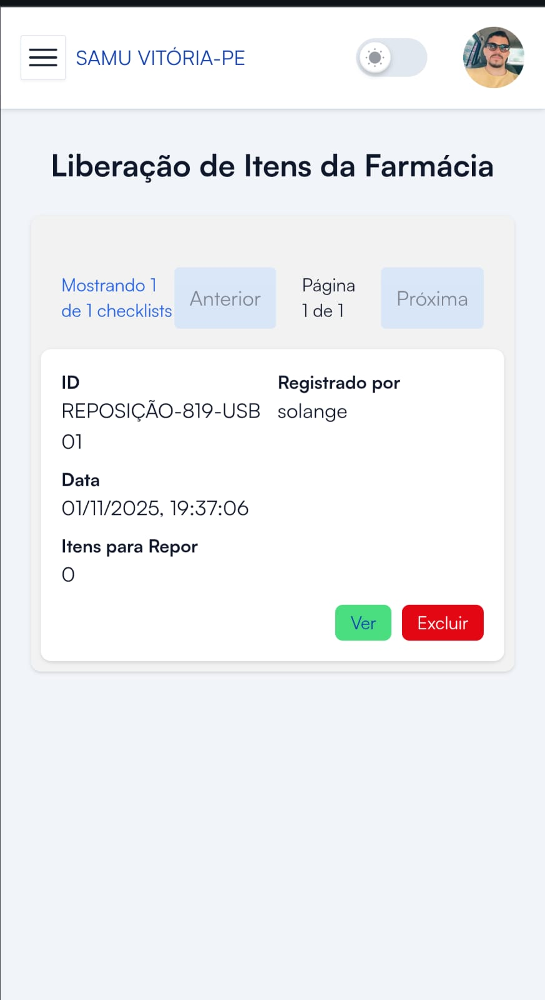 SAMU VITÓRIA-PE
Liberação de Itens da Farmácia
Mostrando 1
de 1 checklists
Anterior
Página
1 de 1
Próxima
ID
REPOSIÇÃO-819-USB
01
Registrado por
solange
Data
01/11/2025, 19:37:06
Itens para Repor
0
Ver
Excluir